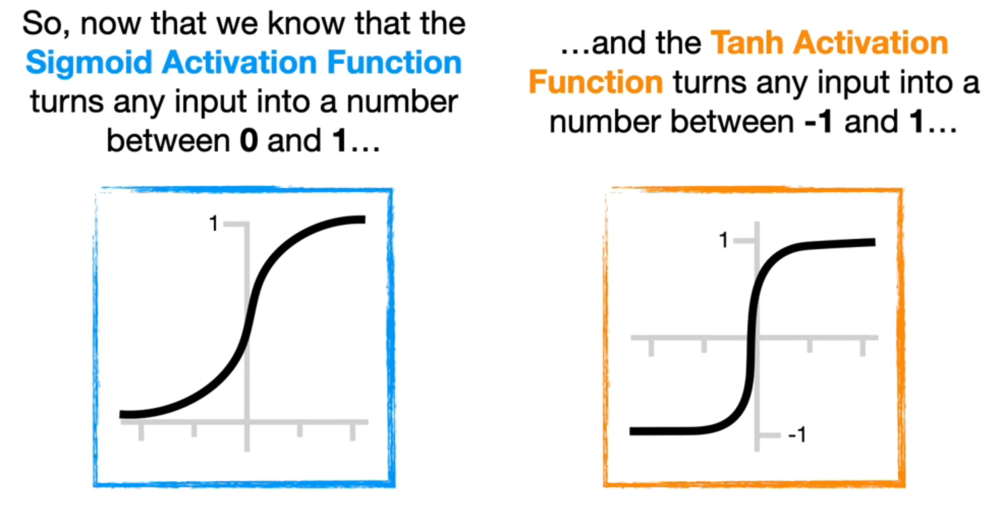 So, now that we know that the
Sigmoid Activation Function
turns any input into a number
between 0 and 1…
…and the Tanh Activation
Function turns any input into a
number between -1 and 1…
1
1
-1